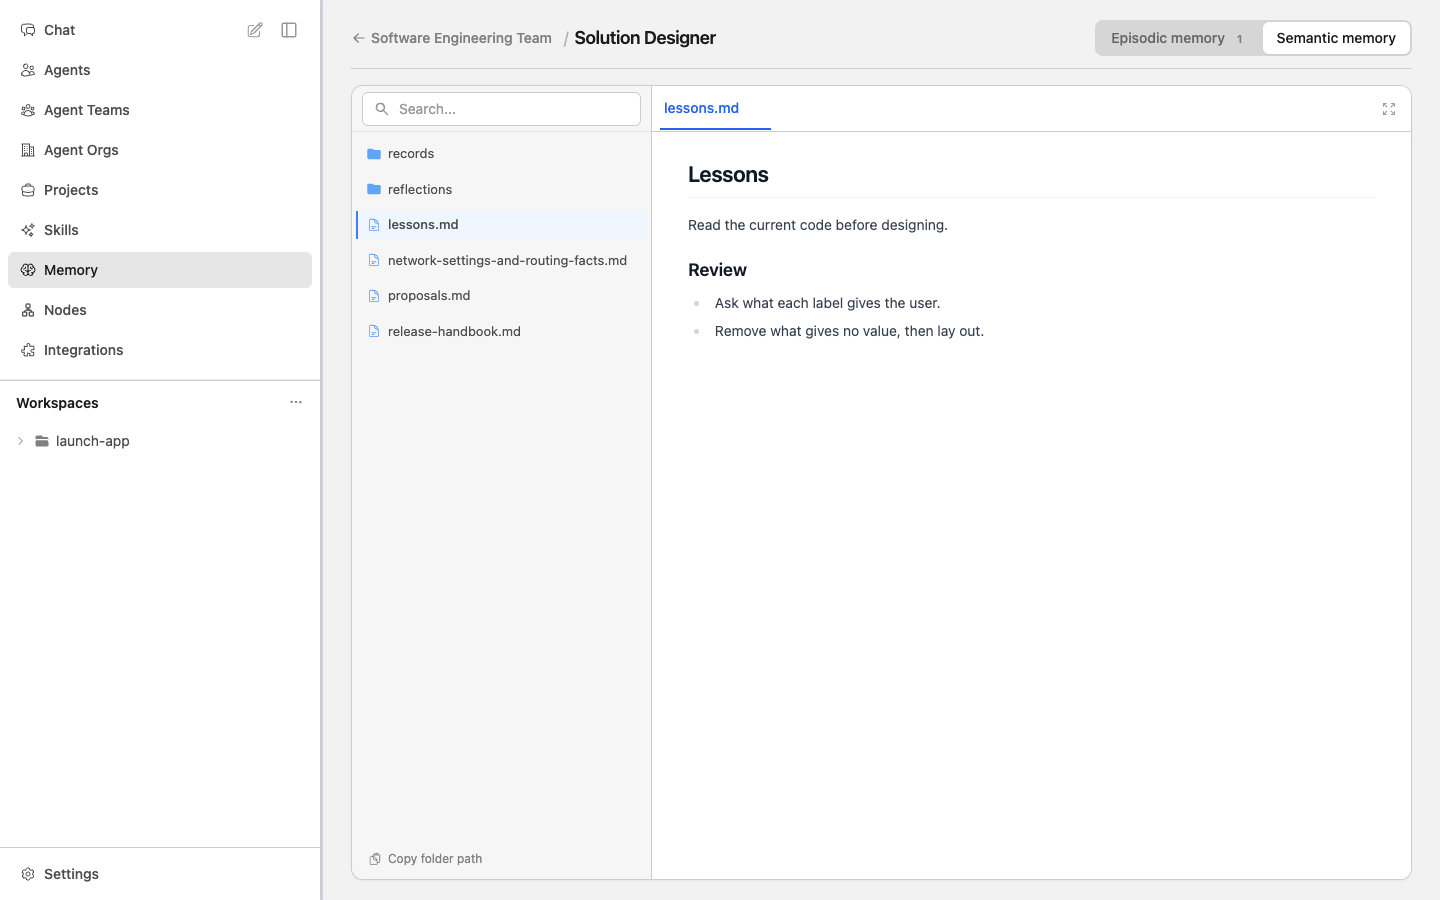 Chat
Agents
Agent Teams
Agent Orgs
Projects
Skills
Memory
Nodes
Integrations
Workspaces
launch-app
Settings
Software Engineering Team / Solution Designer
Episodic memory 1
Semantic memory
Search...
records
reflections
lessons.md
network-settings-and-routing-facts.md
proposals.md
release-handbook.md
Copy folder path
lessons.md
Lessons
Read the current code before designing.
Review
Ask what each label gives the user.
Remove what gives no value, then lay out.